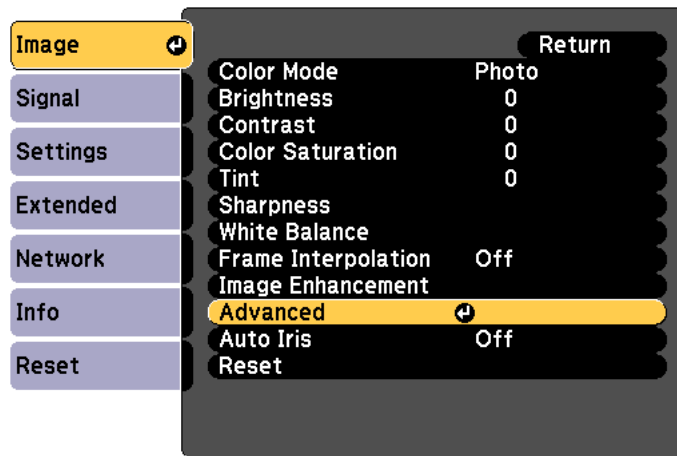 Image
Signal
Settings
Extended
Network
Info
Reset
Return
Color Mode Photo
Brightness 0
Contrast 0
Color Saturation 0
Tint 0
Sharpness
White Balance
Frame Interpolation Off
Image Enhancement
Advanced
Auto Iris Off
Reset